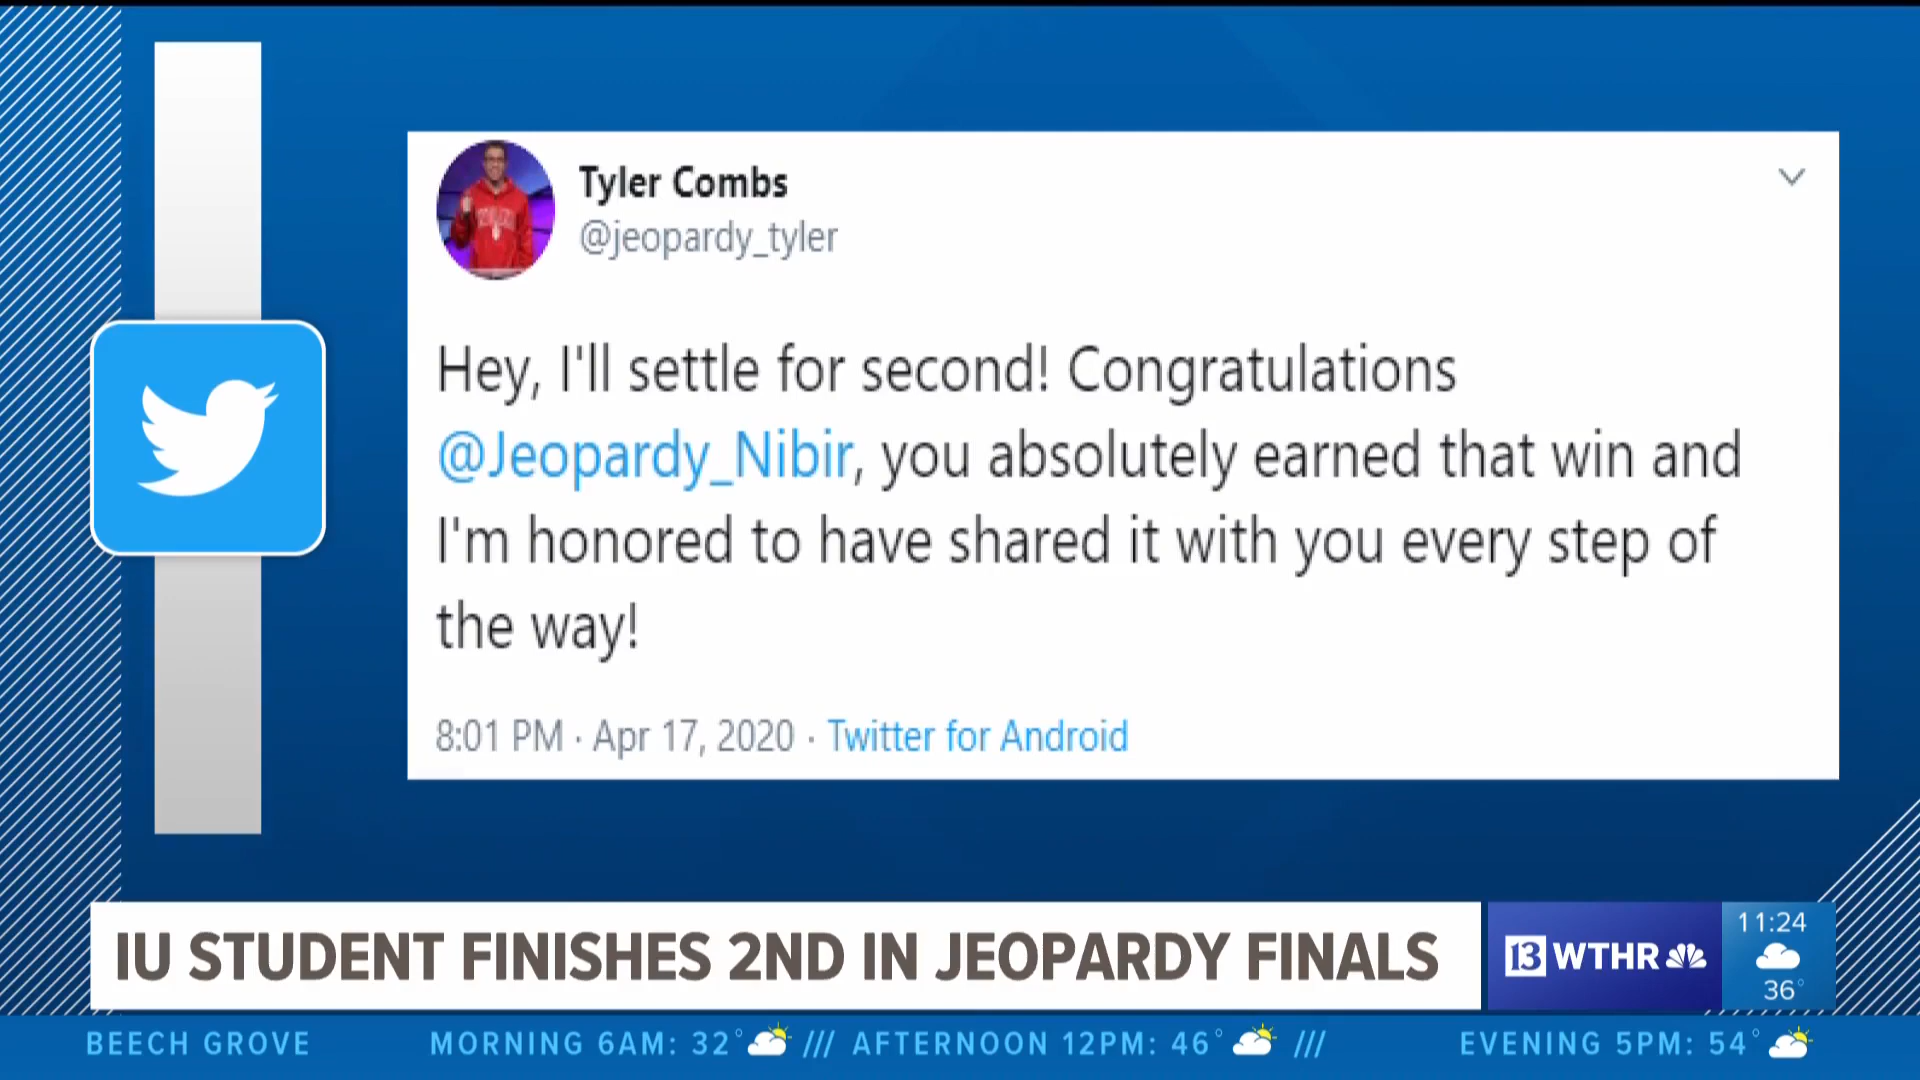 Tyler Combs
@jeopardy_tyler
Hey, I'll settle for second! Congratulations
@Jeopardy_Nibir, you absolutely earned that win and
I'm honored to have shared it with you every step of
the way!
8:01 PM · Apr 17, 2020 · Twitter for Android
IU STUDENT FINISHES 2ND IN JEOPARDY FINALS
13 WTHR
11:24
36°
BEECH GROVE MORNING 6AM: 32° /// AFTERNOON 12PM: 46° /// EVENING 5PM: 54°